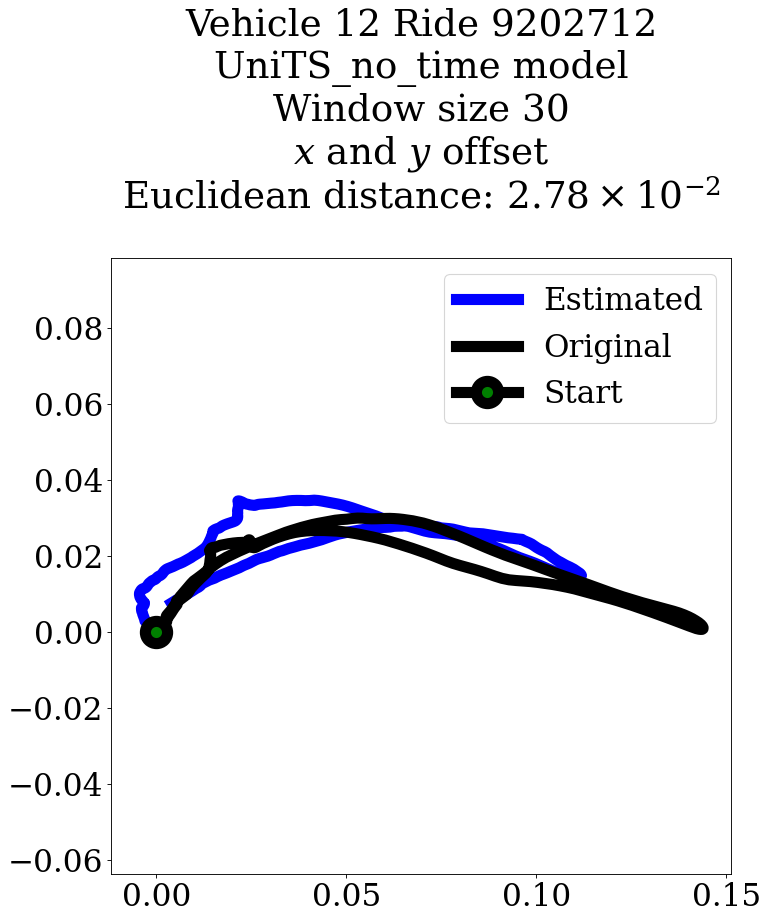 Vehicle 12 Ride 9202712
UniTS_no_time model
Window size 30
x and y offset
Euclidean distance: 2.78 × 10⁻²
Estimated
Original
Start
0.08
0.06
0.04
0.02
0.00
−0.02
−0.04
−0.06
0.00 0.05 0.10 0.15